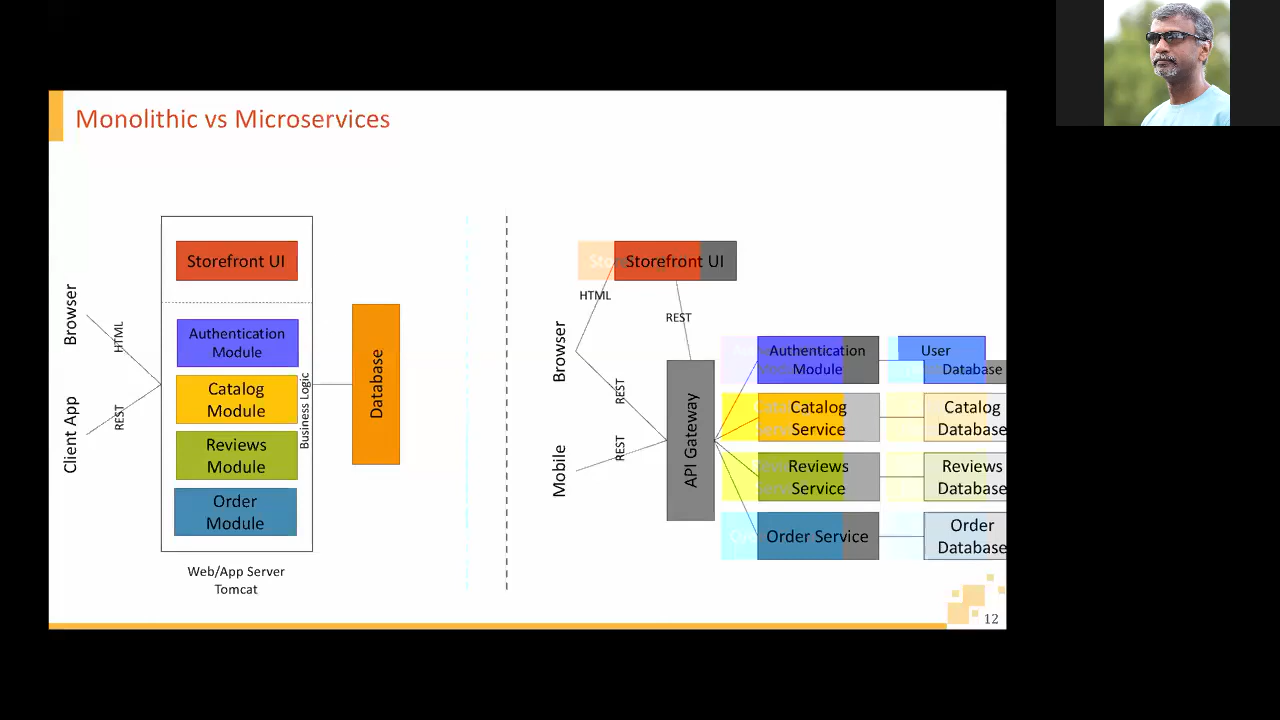 Monolithic vs Microservices
Storefront UI
Authentication
Module
Catalog
Module
Reviews
Module
Order
Module
Business Logic
Browser
HTML
Client App
REST
Database
Web/App Server
Tomcat
Storefront UI
HTML
REST
Browser
REST
Mobile
REST
API Gateway
Authentication
Module
User
Database
Catalog
Service
Catalog
Database
Reviews
Service
Reviews
Database
Order Service
Order
Database
12